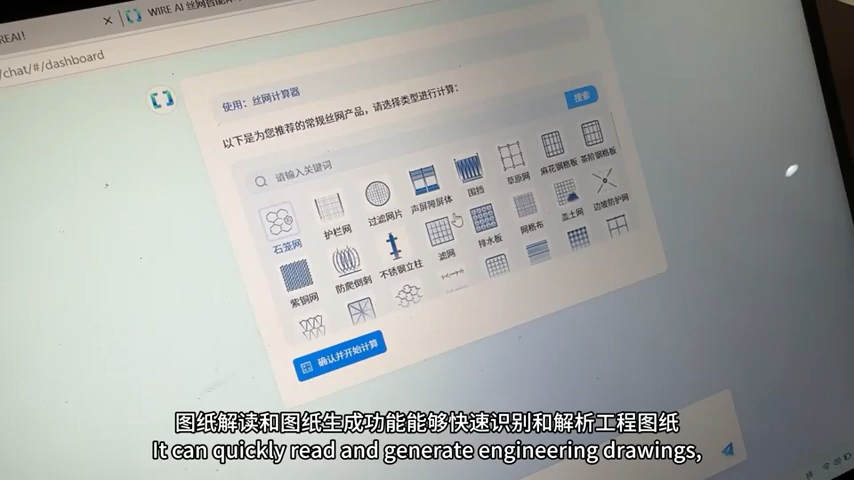 REAI!
WIRE AI 丝网智能体
/chat/#/dashboard
使用：丝网计算器
以下是为您推荐的常规丝网产品，请选择类型进行计算：
请输入关键词
搜索
石笼网
护栏网
过滤网片
声屏障屏体
围挡
草原网
麻花钢格板
茶阶钢格板
紫铜网
防爬倒刺
不锈钢立柱
滤网
排水板
网格布
盖土网
边坡防护网
确认并开始计算
图纸解读和图纸生成功能能够快速识别和解析工程图纸
It can quickly read and generate engineering drawings,